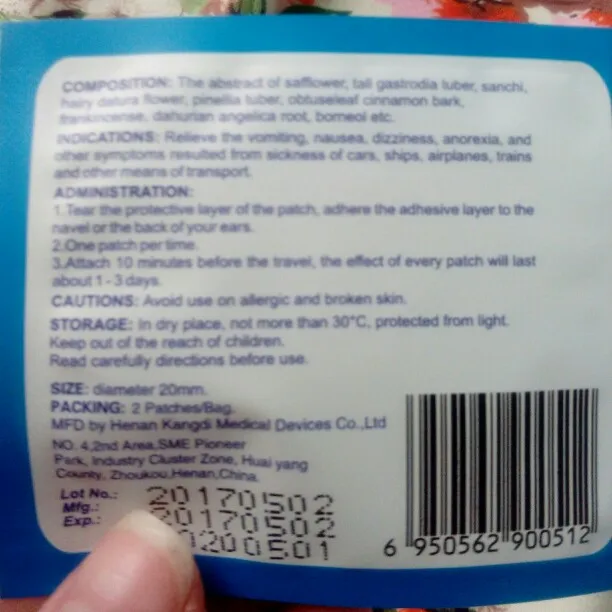 COMPOSITION: The abstract of safflower, tall gastrodia tuber, sanchi,
hairy datura flower, pinellia tuber, obtuseleaf cinnamon bark,
frankincense, dahurian angelica root, borneol etc.
INDICATIONS: Relieve the vomiting, nausea, dizziness, anorexia, and
other symptoms resulted from sickness of cars, ships, airplanes, trains
and other means of transport.
ADMINISTRATION:
1.Tear the protective layer of the patch, adhere the adhesive layer to the
navel or the back of your ears.
2.One patch per time.
3.Attach 10 minutes before the travel, the effect of every patch will last
about 1-3 days.
CAUTIONS: Avoid use on allergic and broken skin.
STORAGE: In dry place, not more than 30°C, protected from light.
Keep out of the reach of children.
Read carefully directions before use.
SIZE: diameter 20mm.
PACKING: 2 Patches/Bag.
MFD by Henan Kangdi Medical Devices Co.,Ltd
NO. 4,2nd Area,SME Pioneer
Park, Industry Cluster Zone, Huai yang
County, Zhoukou,Henan,China.
Lot No.: 20170502
Mfg.: 20170502
Exp.: 0200501
6 950562 900512